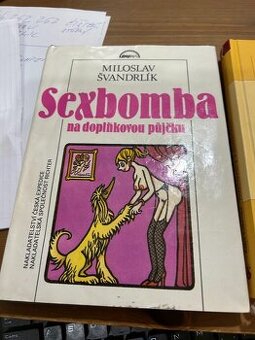 MILOSLAV
ŠVANDRLÍK
Sexbomba
na doplňkovou půjčku
NAKLADATELSTVÍ ČESKÁ EXPEDICE
NAKLADATELSKÁ SPOLEČNOST RICHTER